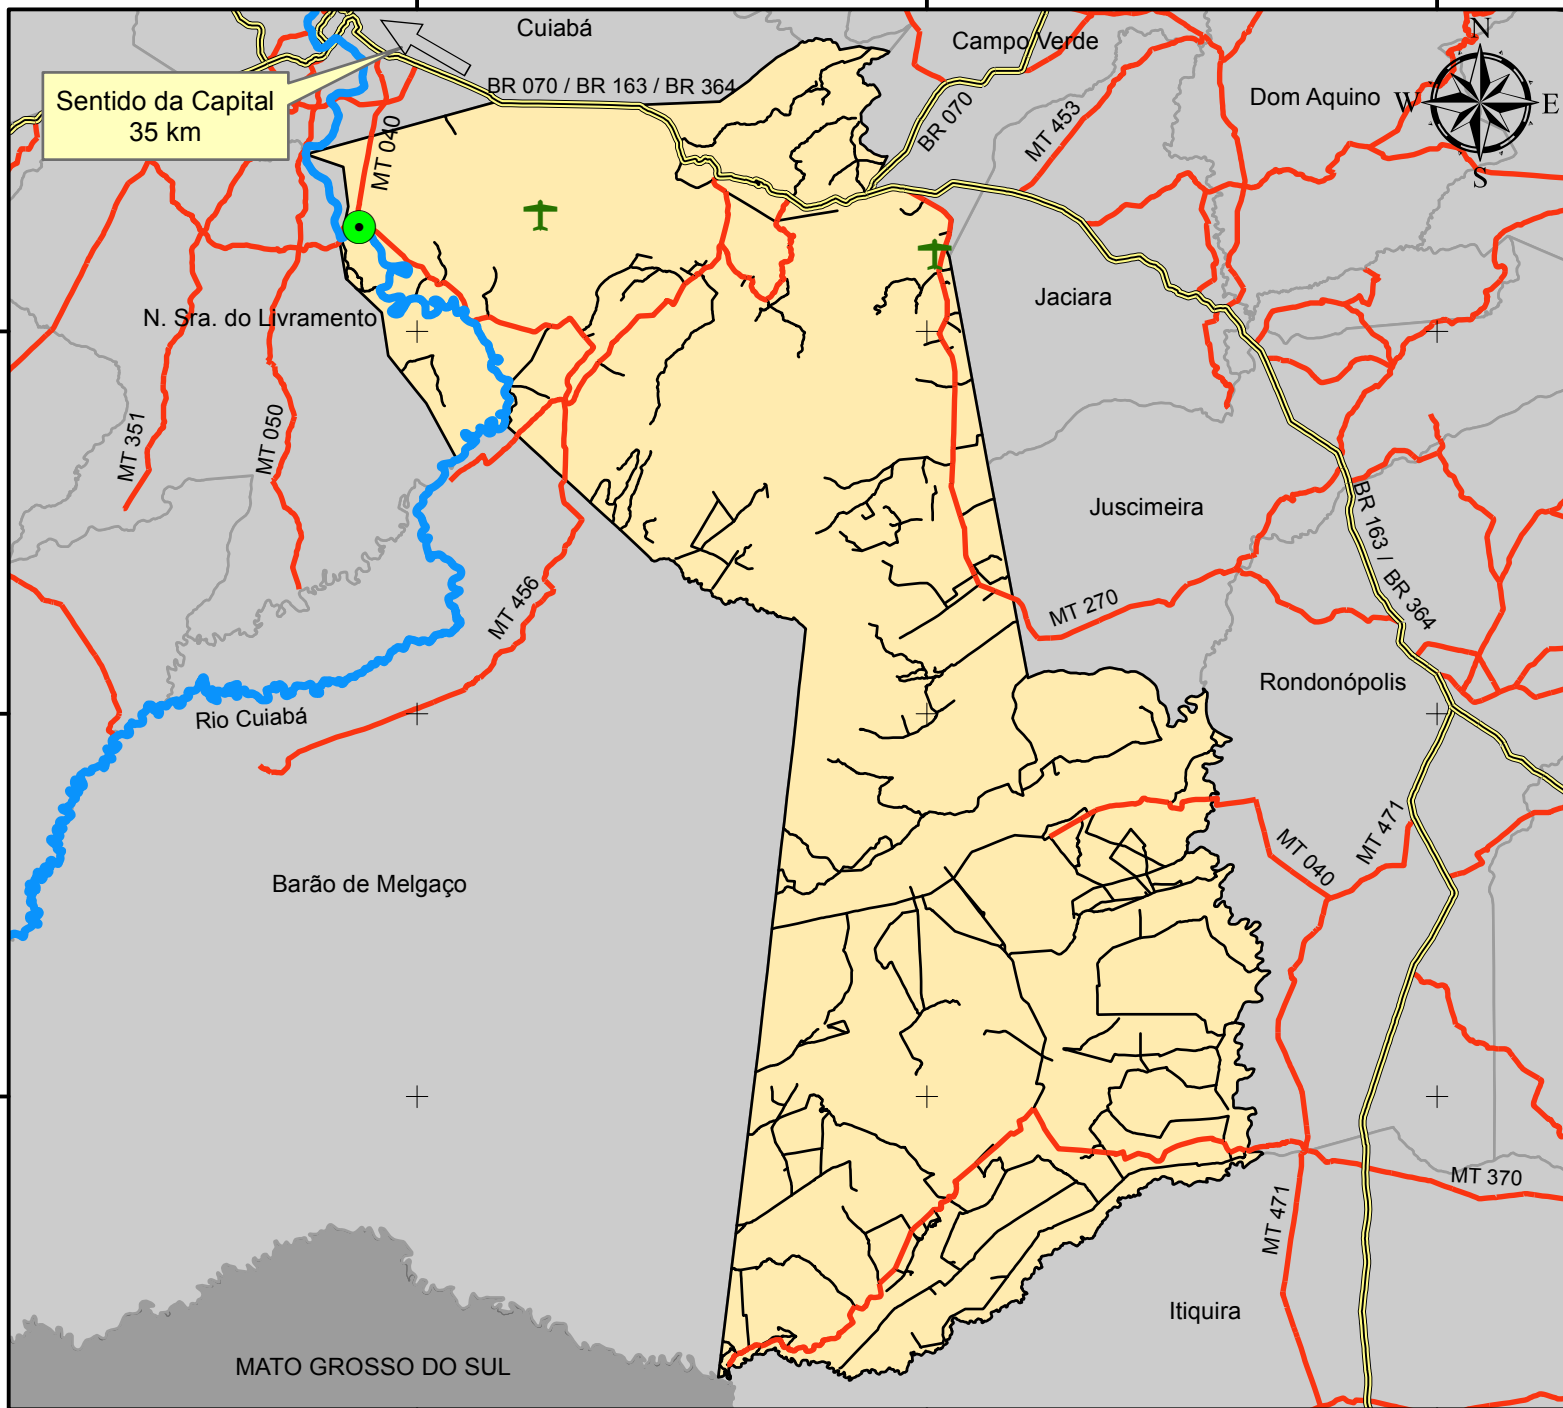 Cuiabá
Campo Verde
N
Sentido da Capital
35 km
BR 070 / BR 163 / BR 364
Dom Aquino
W
E
S
MT 040
BR 070
MT 453
N. Sra. do Livramento
Jaciara
MT 351
MT 050
Juscimeira
BR 163 / BR 364
MT 456
MT 270
Rondonópolis
Rio Cuiabá
MT 040
MT 471
Barão de Melgaço
MT 370
MT 471
Itiquira
MATO GROSSO DO SUL